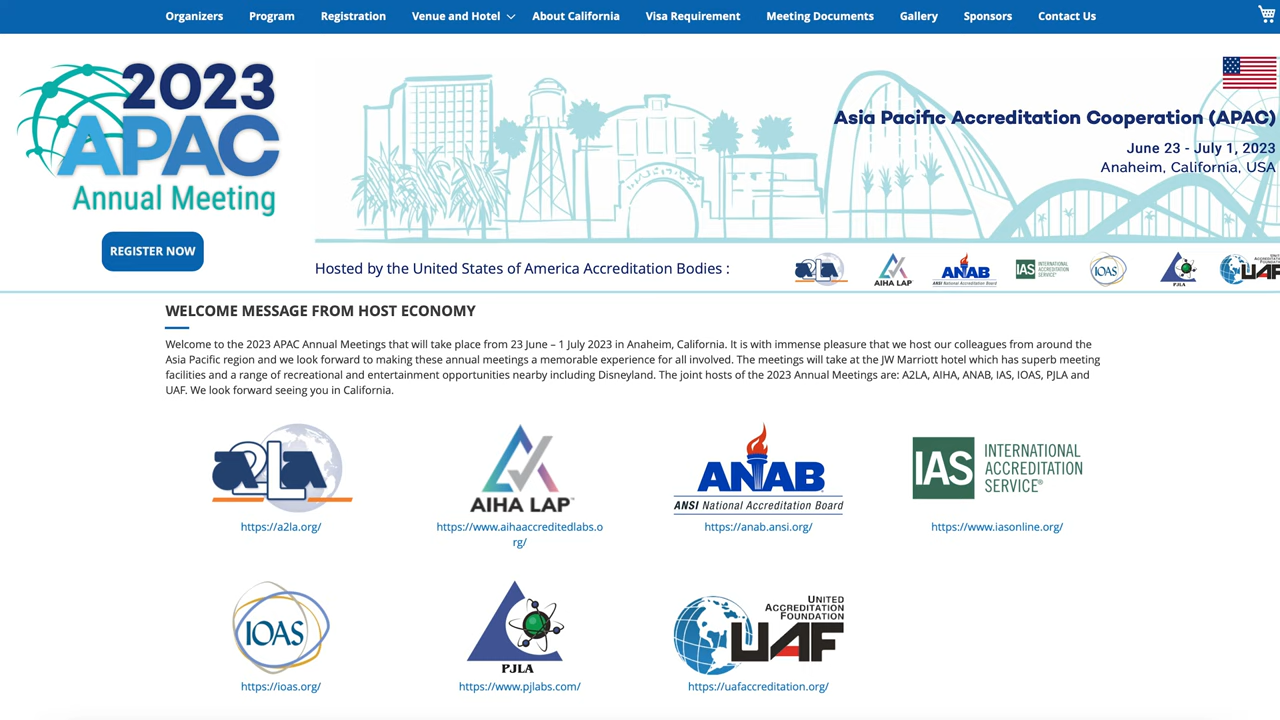 Organizers Program Registration Venue and Hotel About California Visa Requirement Meeting Documents Gallery Sponsors Contact Us
2023
APAC
Annual Meeting
REGISTER NOW
Asia Pacific Accreditation Cooperation (APAC)
June 23 - July 1, 2023
Anaheim, California, USA
Hosted by the United States of America Accreditation Bodies :
a2la
AIHA LAP
ANAB
ANSI National Accreditation Board
IAS INTERNATIONAL
ACCREDITATION
SERVICE
IOAS
PJLA
UAF
WELCOME MESSAGE FROM HOST ECONOMY
Welcome to the 2023 APAC Annual Meetings that will take place from 23 June – 1 July 2023 in Anaheim, California. It is with immense pleasure that we host our colleagues from around the
Asia Pacific region and we look forward to making these annual meetings a memorable experience for all involved. The meetings will take at the JW Marriott hotel which has superb meeting
facilities and a range of recreational and entertainment opportunities nearby including Disneyland. The joint hosts of the 2023 Annual Meetings are: A2LA, AIHA, ANAB, IAS, IOAS, PJLA and
UAF. We look forward seeing you in California.
a2la
https://a2la.org/
AIHA LAP™
https://www.aihaaccreditedlabs.o
rg/
ANAB
ANSI National Accreditation Board
https://anab.ansi.org/
IAS INTERNATIONAL
ACCREDITATION
SERVICE®
https://www.iasonline.org/
IOAS
https://ioas.org/
PJLA
https://www.pjlabs.com/
UNITED
ACCREDITATION
FOUNDATION
UAF
https://uafaccreditation.org/